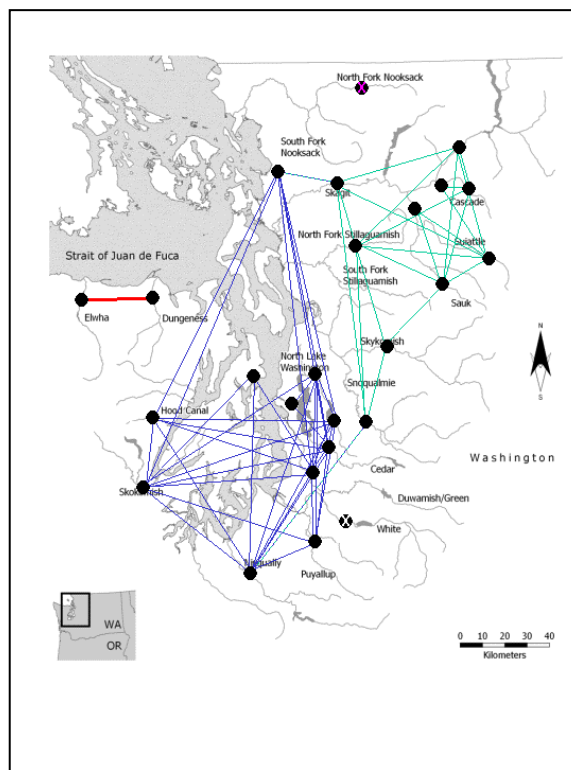 North Fork Nooksack
South Fork
Nooksack
Skagit
Cascade
North Fork Stillaguamish
Suiattle
Strait of Juan de Fuca
South Fork
Stillaguamish
Sauk
Elwha
Dungeness
N
Skykomish
North Lake
Washington
Snoqualmie
S
Hood Canal
Washington
Cedar
Skokomish
Duwamish/Green
White
Nisqually
Puyallup
WA
OR
0 10 20 30 40
Kilometers